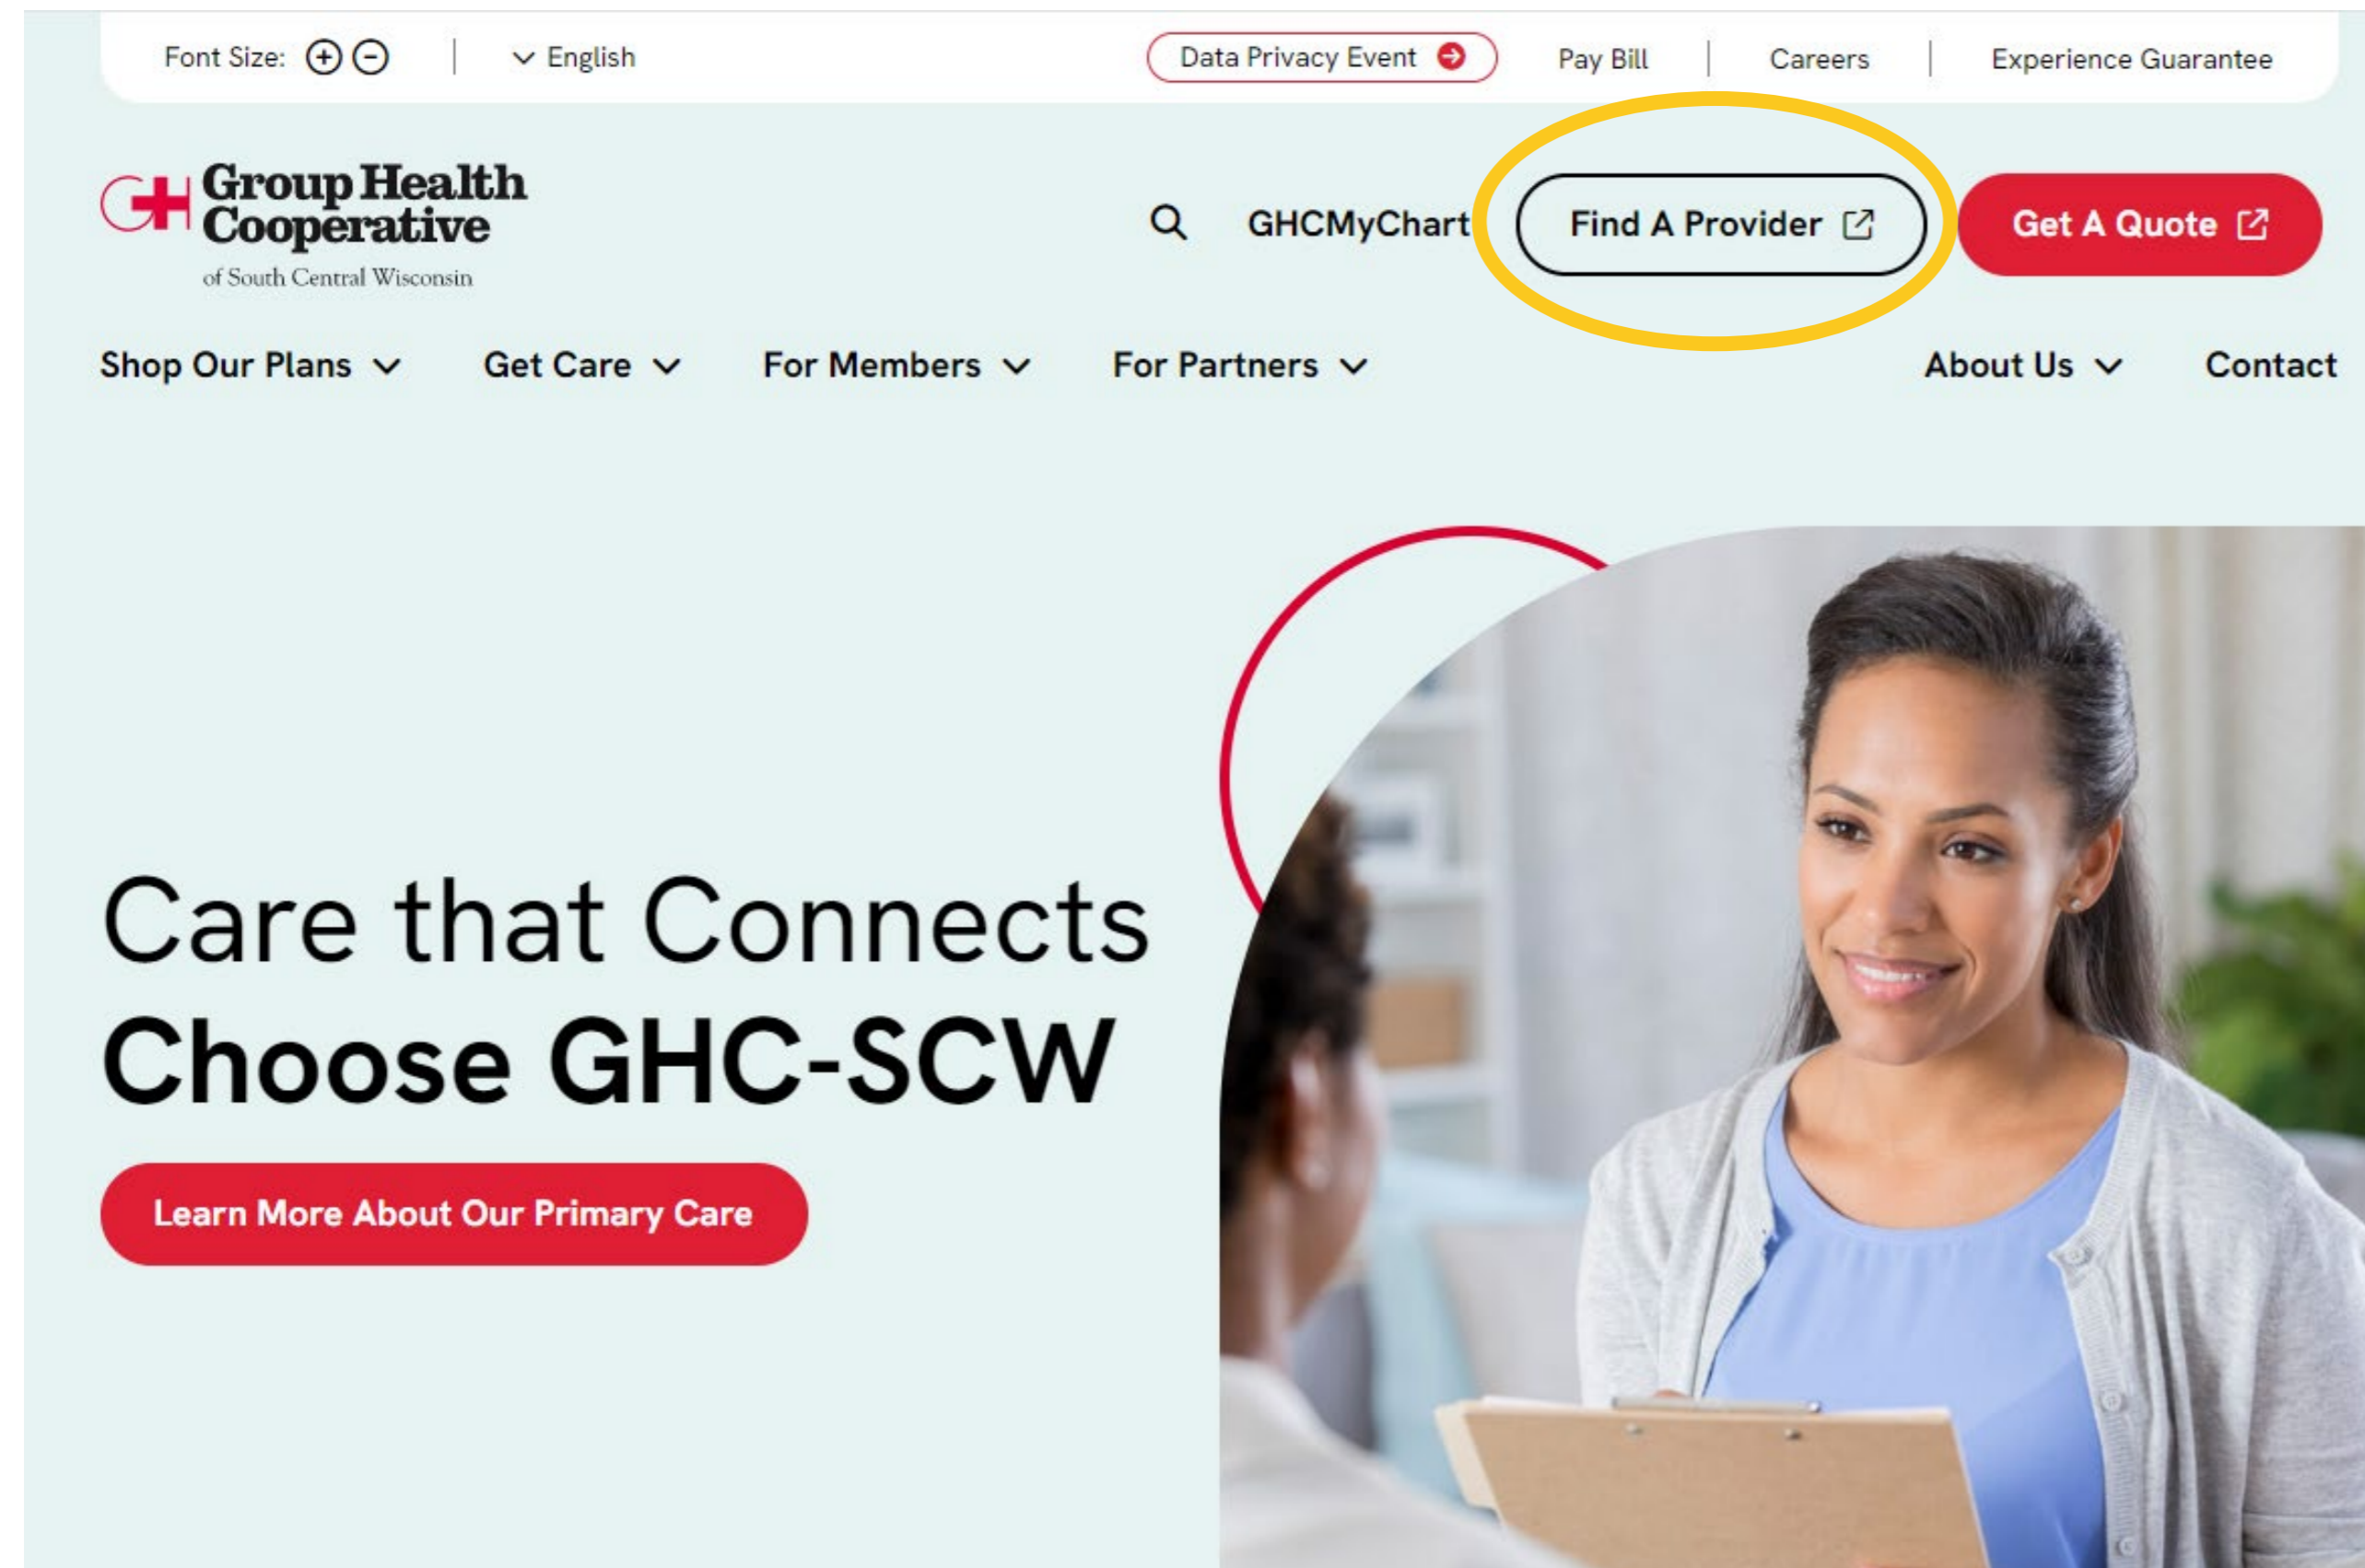 Font Size:
English
Data Privacy Event
Pay Bill
Careers
Experience Guarantee
Group Health
Cooperative
of South Central Wisconsin
GHCMyChart
Find A Provider
Get A Quote
Shop Our Plans
Get Care
For Members
For Partners
About Us
Contact
Care that Connects
Choose GHC-SCW
Learn More About Our Primary Care